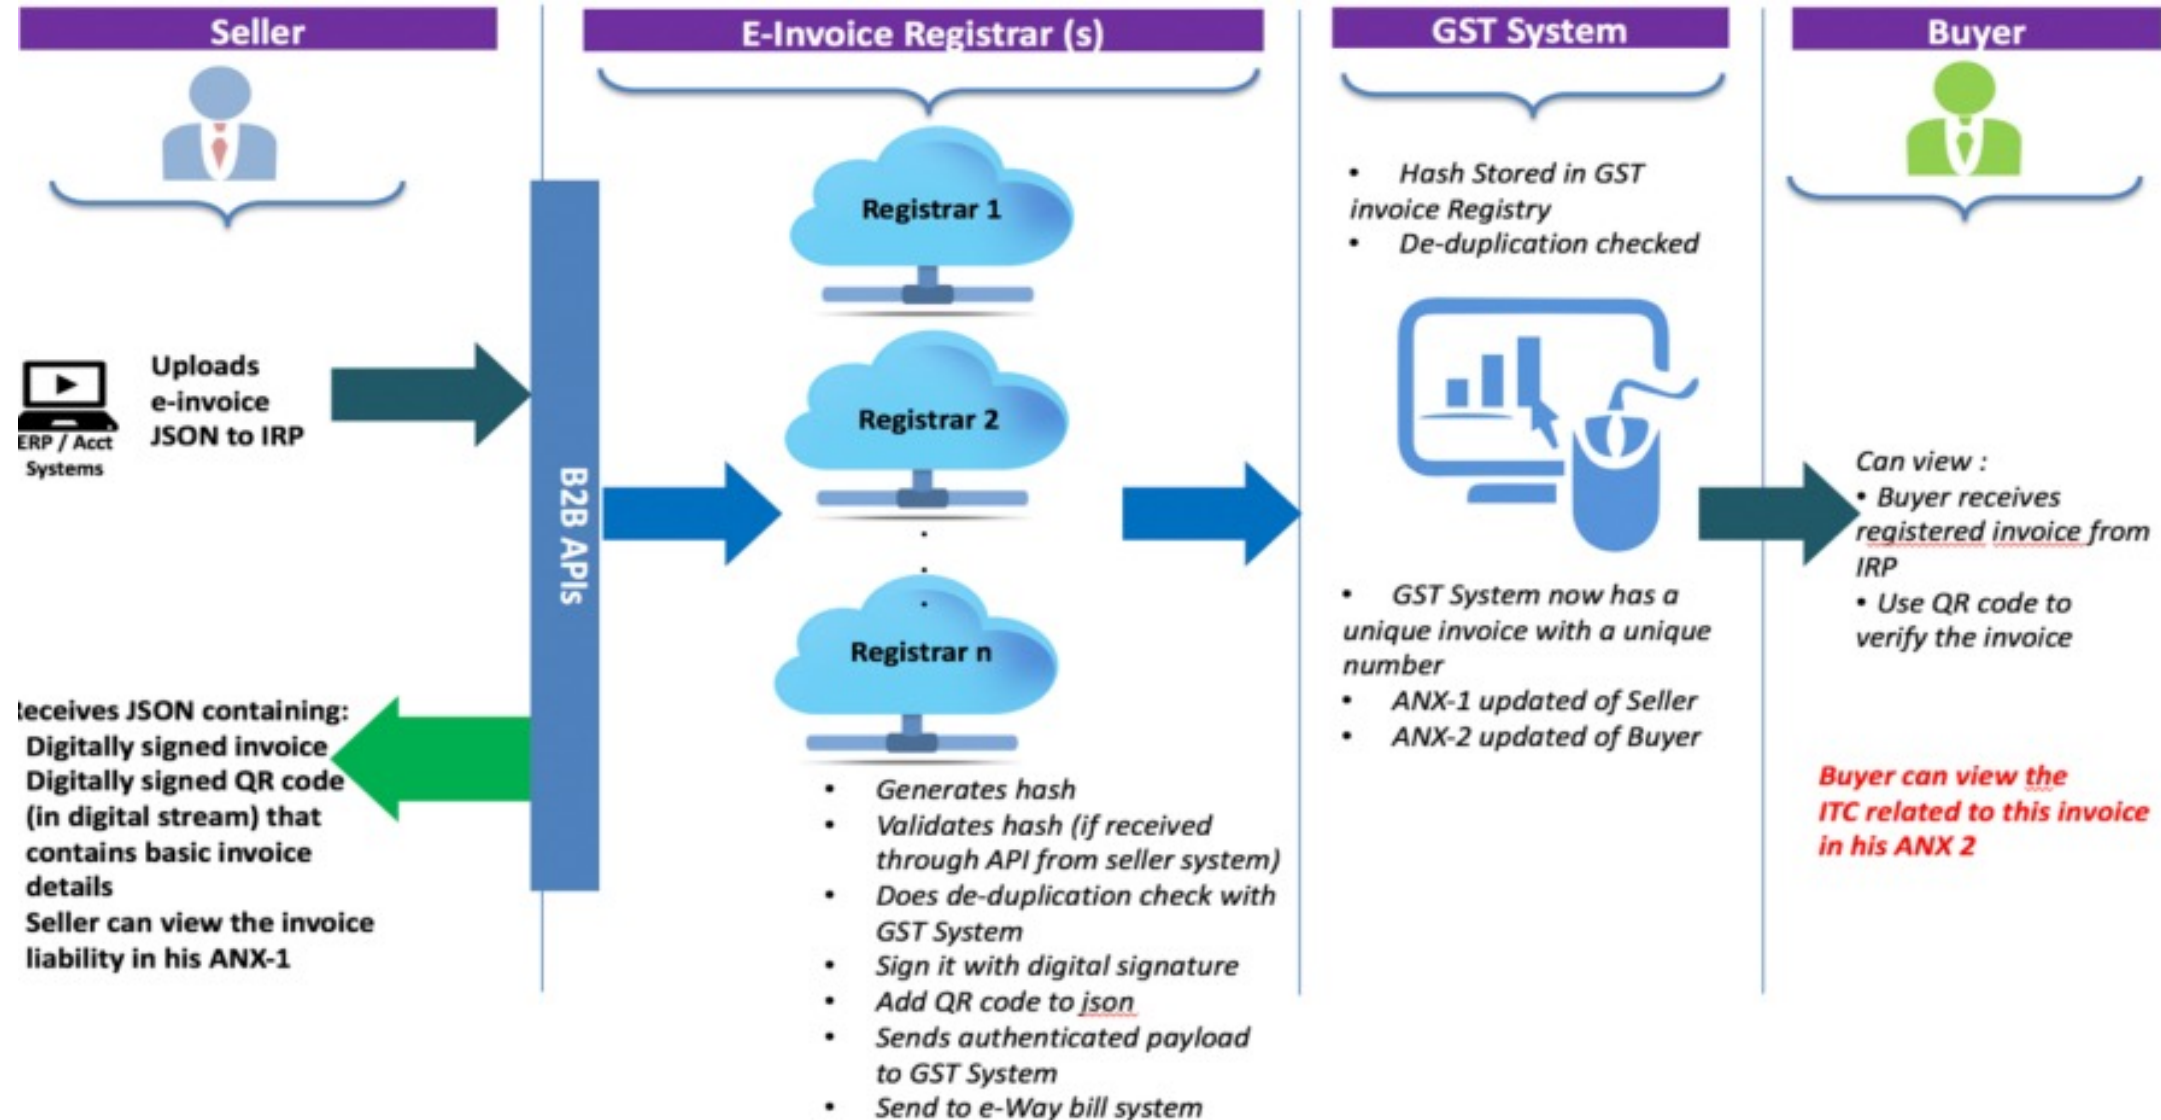 Seller
E-Invoice Registrar (s)
GST System
Buyer
Uploads
e-invoice
JSON to IRP
ERP / Acct
Systems
eceives JSON containing:
Digitally signed invoice
Digitally signed QR code
(in digital stream) that
contains basic invoice
details
Seller can view the invoice
liability in his ANX-1
B2B APIs
Registrar 1
Registrar 2
.
.
.
Registrar n
• Generates hash
• Validates hash (if received
through API from seller system)
• Does de-duplication check with
GST System
• Sign it with digital signature
• Add QR code to json
• Sends authenticated payload
to GST System
• Send to e-Way bill system
• Hash Stored in GST
invoice Registry
• De-duplication checked
• GST System now has a
unique invoice with a unique
number
• ANX-1 updated of Seller
• ANX-2 updated of Buyer
Can view :
• Buyer receives
registered invoice from
IRP
• Use QR code to
verify the invoice
Buyer can view the
ITC related to this invoice
in his ANX 2